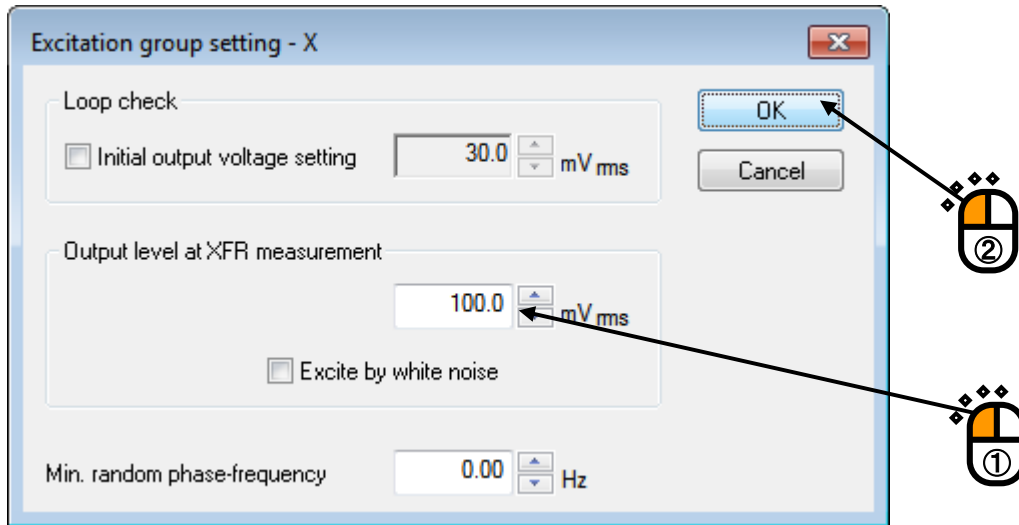 Excitation group setting - X
Loop check
Initial output voltage setting 30.0 mV rms
OK
Cancel
②
Output level at XFR measurement
100.0 mV rms
Excite by white noise
①
Min. random phase-frequency 0.00 Hz